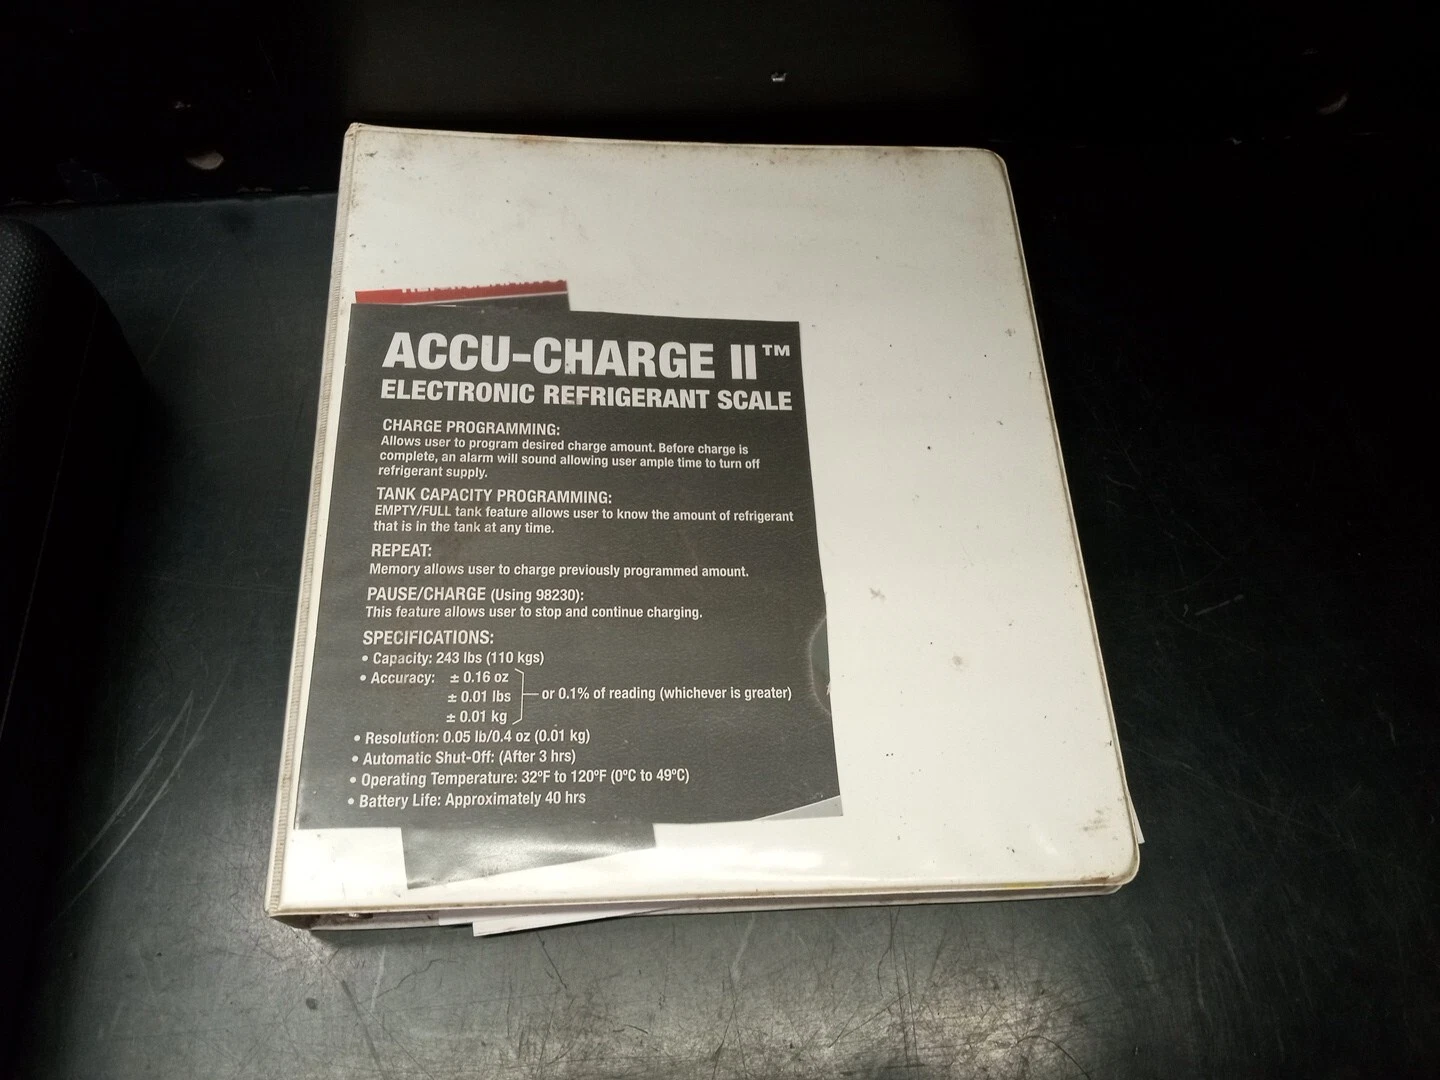 ACCU-CHARGE II™
ELECTRONIC REFRIGERANT SCALE
CHARGE PROGRAMMING:
Allows user to program desired charge amount. Before charge is
complete, an alarm will sound allowing user ample time to turn off
refrigerant supply.
TANK CAPACITY PROGRAMMING:
EMPTY/FULL tank feature allows user to know the amount of refrigerant
that is in the tank at any time.
REPEAT:
Memory allows user to charge previously programmed amount.
PAUSE/CHARGE (Using 98230):
This feature allows user to stop and continue charging.
SPECIFICATIONS:
• Capacity: 243 lbs (110 kgs)
• Accuracy: ± 0.16 oz
± 0.01 lbs
or 0.1% of reading (whichever is greater)
± 0.01 kg
• Resolution: 0.05 lb/0.4 oz (0.01 kg)
• Automatic Shut-Off: (After 3 hrs)
• Operating Temperature: 32ºF to 120ºF (0ºC to 49ºC)
• Battery Life: Approximately 40 hrs